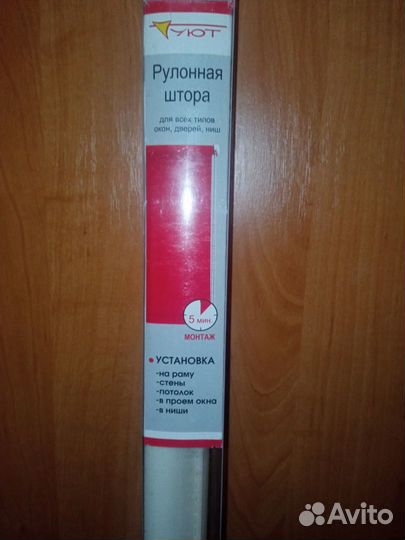 УЮТ
Рулонная
штора
для всех типов
окон, дверей, ниш
5 мин.
МОНТАЖ
• УСТАНОВКА
-на раму
-стены
-потолок
-в проем окна
-в ниши
Avito